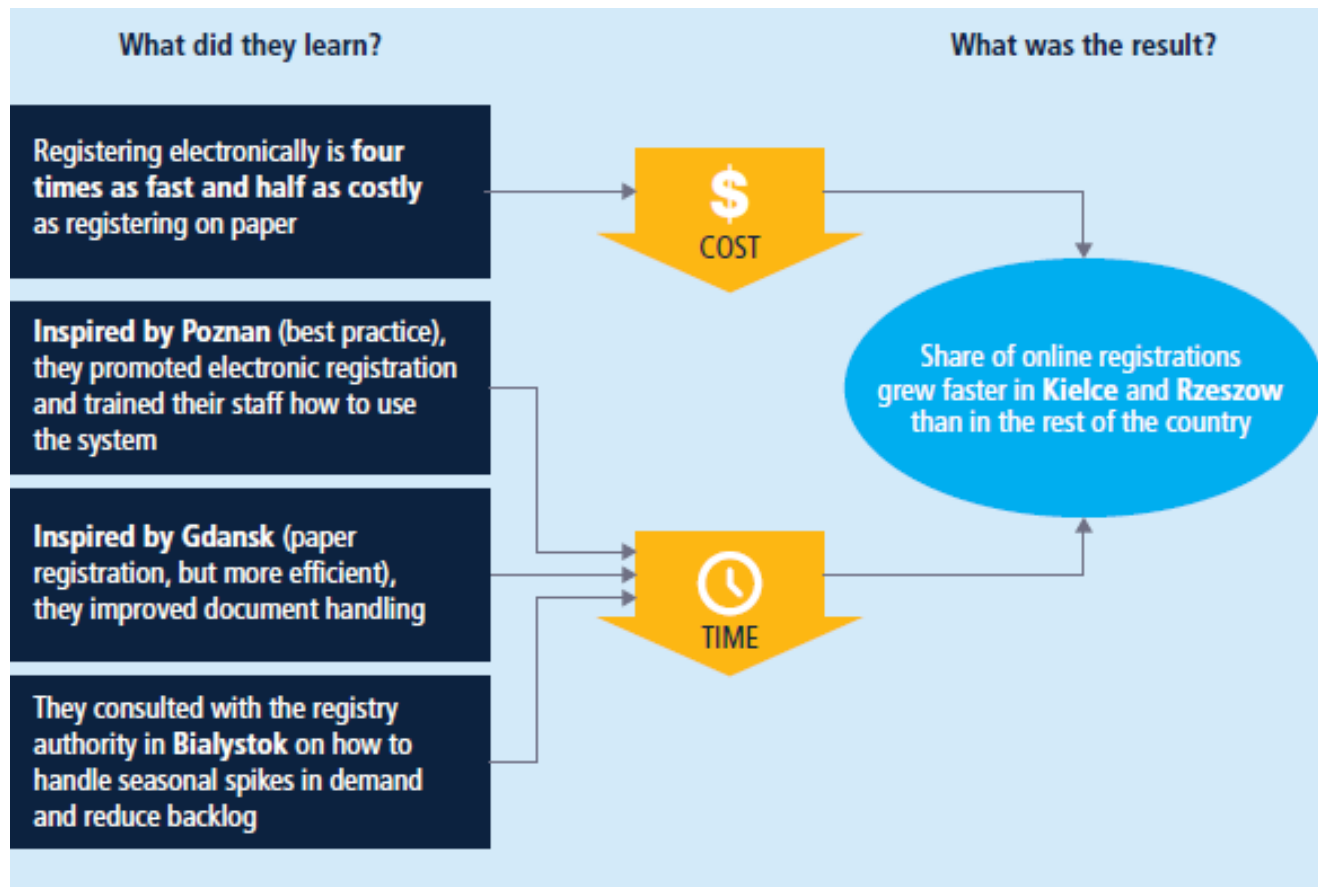 What did they learn?
What was the result?
Registering electronically is four
times as fast and half as costly
as registering on paper
$
COST
Inspired by Poznan (best practice),
they promoted electronic registration
and trained their staff how to use
the system
Share of online registrations
grew faster in Kielce and Rzeszow
than in the rest of the country
Inspired by Gdansk (paper
registration, but more efficient),
they improved document handling
TIME
They consulted with the registry
authority in Bialystok on how to
handle seasonal spikes in demand
and reduce backlog